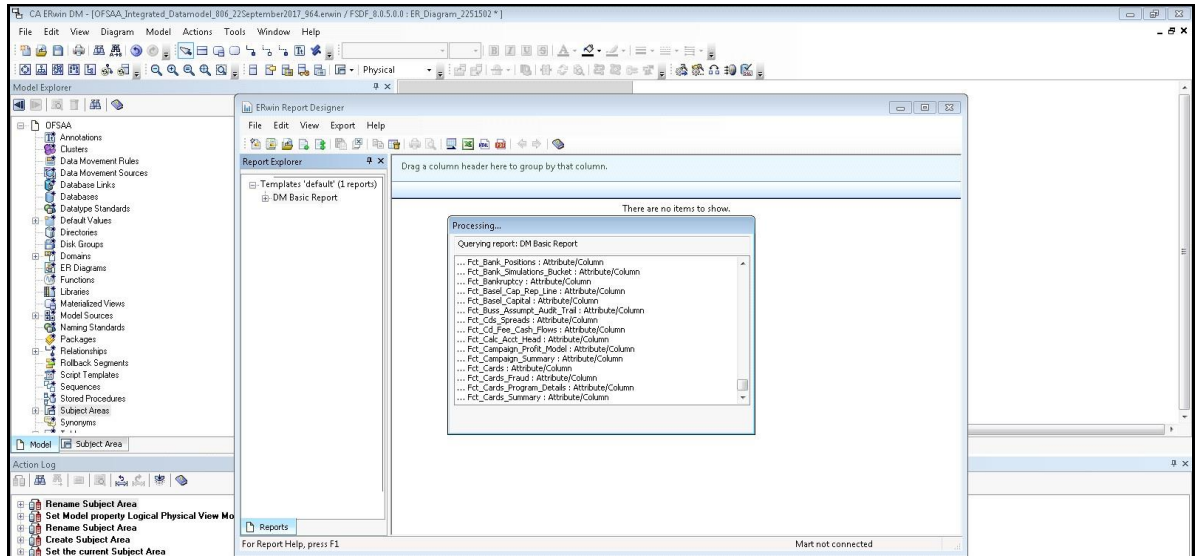 CA ERwin DM - [OFSAA_Integrated_Datamodel_806_22September2017_964.erwin / FSDF_8.0.5.0.0 : ER_Diagram_2251502 * ]
File Edit View Diagram Model Actions Tools Window Help
Physical
Model Explorer
OFSAA
Annotations
Clusters
Data Movement Rules
Data Movement Sources
Database Links
Databases
Datatype Standards
Default Values
Directories
Disk Groups
Domains
ER Diagrams
Functions
Libraries
Materialized Views
Model Sources
Naming Standards
Packages
Relationships
Rollback Segments
Script Templates
Sequences
Stored Procedures
Subject Areas
Synonyms
Model
Subject Area
ERwin Report Designer
File Edit View Export Help
Report Explorer
Templates 'default' (1 reports)
DM Basic Report
Reports
Drag a column header here to group by that column.
There are no items to show.
Processing...
Querying report: DM Basic Report
... Fct_Bank_Positions : Attribute/Column
... Fct_Bank_Simulations_Bucket : Attribute/Column
... Fct_Bankruptcy : Attribute/Column
... Fct_Basel_Cap_Rep_Line : Attribute/Column
... Fct_Basel_Capital : Attribute/Column
... Fct_Buss_Assumpt_Audit_Trail : Attribute/Column
... Fct_Cds_Spreads : Attribute/Column
... Fct_Cd_Fee_Cash_Flows : Attribute/Column
... Fct_Calc_Acct_Head : Attribute/Column
... Fct_Campaign_Profit_Model : Attribute/Column
... Fct_Campaign_Summary : Attribute/Column
... Fct_Cards : Attribute/Column
... Fct_Cards_Fraud : Attribute/Column
... Fct_Cards_Program_Details : Attribute/Column
... Fct_Cards_Summary : Attribute/Column
For Report Help, press F1
Mart not connected
Action Log
Rename Subject Area
Set Model property Logical Physical View Mo
Rename Subject Area
Create Subject Area
Set the current Subject Area